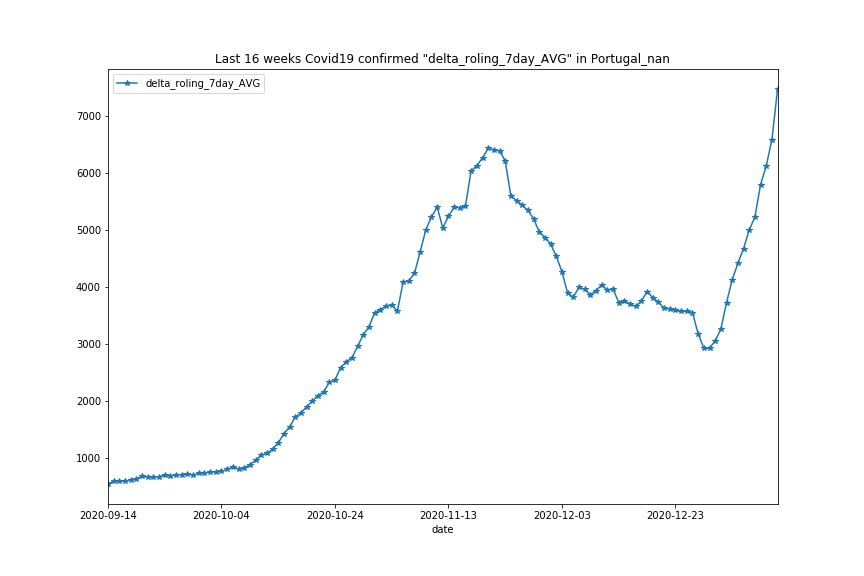 Last 16 weeks Covid19 confirmed "delta_roling_7day_AVG" in Portugal_nan
delta_roling_7day_AVG
7000
6000
5000
4000
3000
2000
1000
2020-09-14 2020-10-04 2020-10-24 2020-11-13 2020-12-03 2020-12-23
date